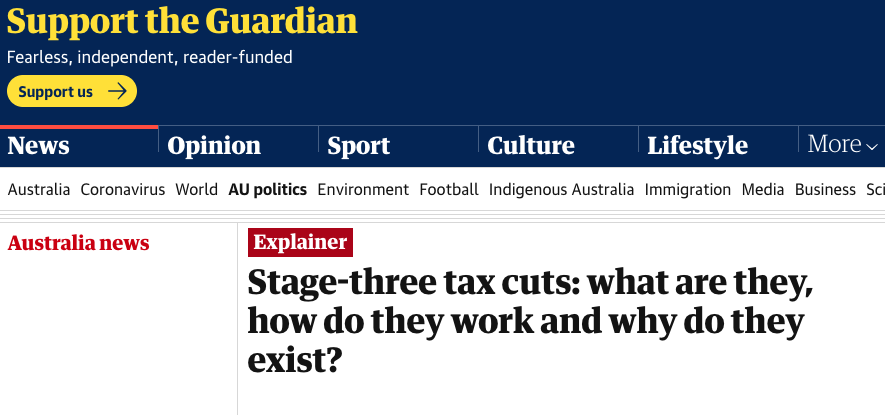 Support the Guardian
Fearless, independent, reader-funded
Support us
News Opinion Sport Culture Lifestyle More
Australia Coronavirus World AU politics Environment Football Indigenous Australia Immigration Media Business Sci
Australia news
Explainer
Stage-three tax cuts: what are they,
how do they work and why do they
exist?